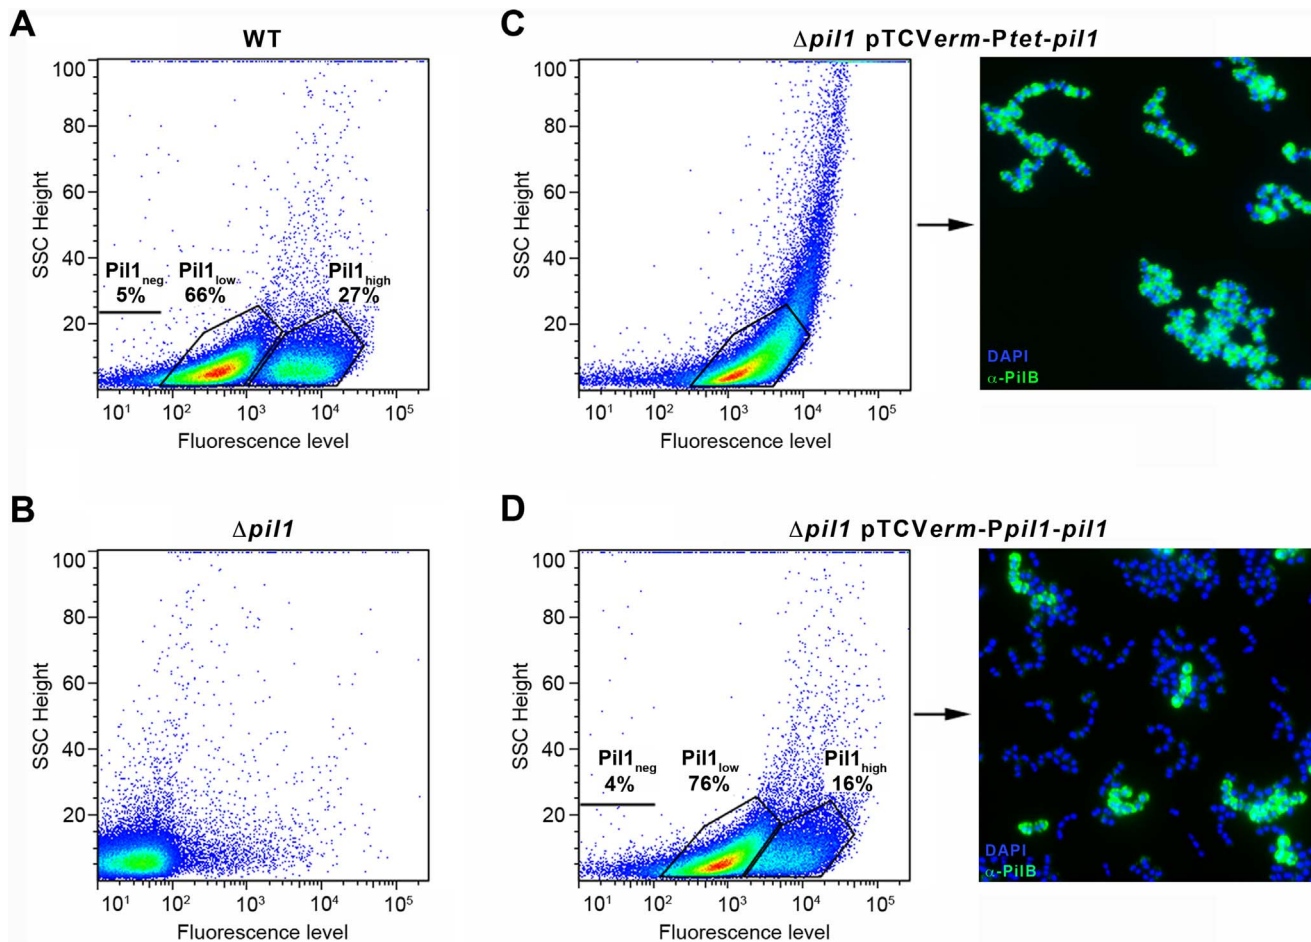 A
WT
SSC Height
100
80
60
40
20
Pil1neg
5%
Pil1low
66%
Pil1high
27%
10¹ 10² 10³ 10⁴ 10⁵
Fluorescence level
C
Δpil1 pTCVerm-Ptet-pil1
SSC Height
100
80
60
40
20
10¹ 10² 10³ 10⁴ 10⁵
Fluorescence level
DAPI
α-PilB
B
Δpil1
SSC Height
100
80
60
40
20
10¹ 10² 10³ 10⁴ 10⁵
Fluorescence level
D
Δpil1 pTCVerm-Ppil1-pil1
SSC Height
100
80
60
40
20
Pil1neg
4%
Pil1low
76%
Pil1high
16%
10¹ 10² 10³ 10⁴ 10⁵
Fluorescence level
DAPI
α-PilB